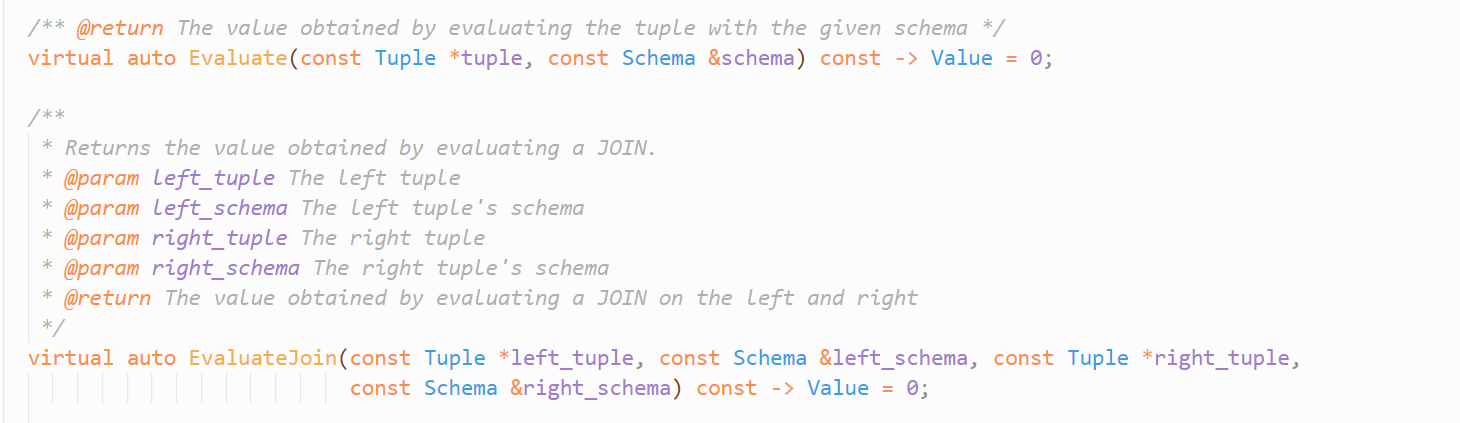 /** @return The value obtained by evaluating the tuple with the given schema */
virtual auto Evaluate(const Tuple *tuple, const Schema &schema) const -> Value = 0;
/**
* Returns the value obtained by evaluating a JOIN.
* @param left_tuple The left tuple
* @param left_schema The left tuple's schema
* @param right_tuple The right tuple
* @param right_schema The right tuple's schema
* @return The value obtained by evaluating a JOIN on the left and right
*/
virtual auto EvaluateJoin(const Tuple *left_tuple, const Schema &left_schema, const Tuple *right_tuple,
const Schema &right_schema) const -> Value = 0;